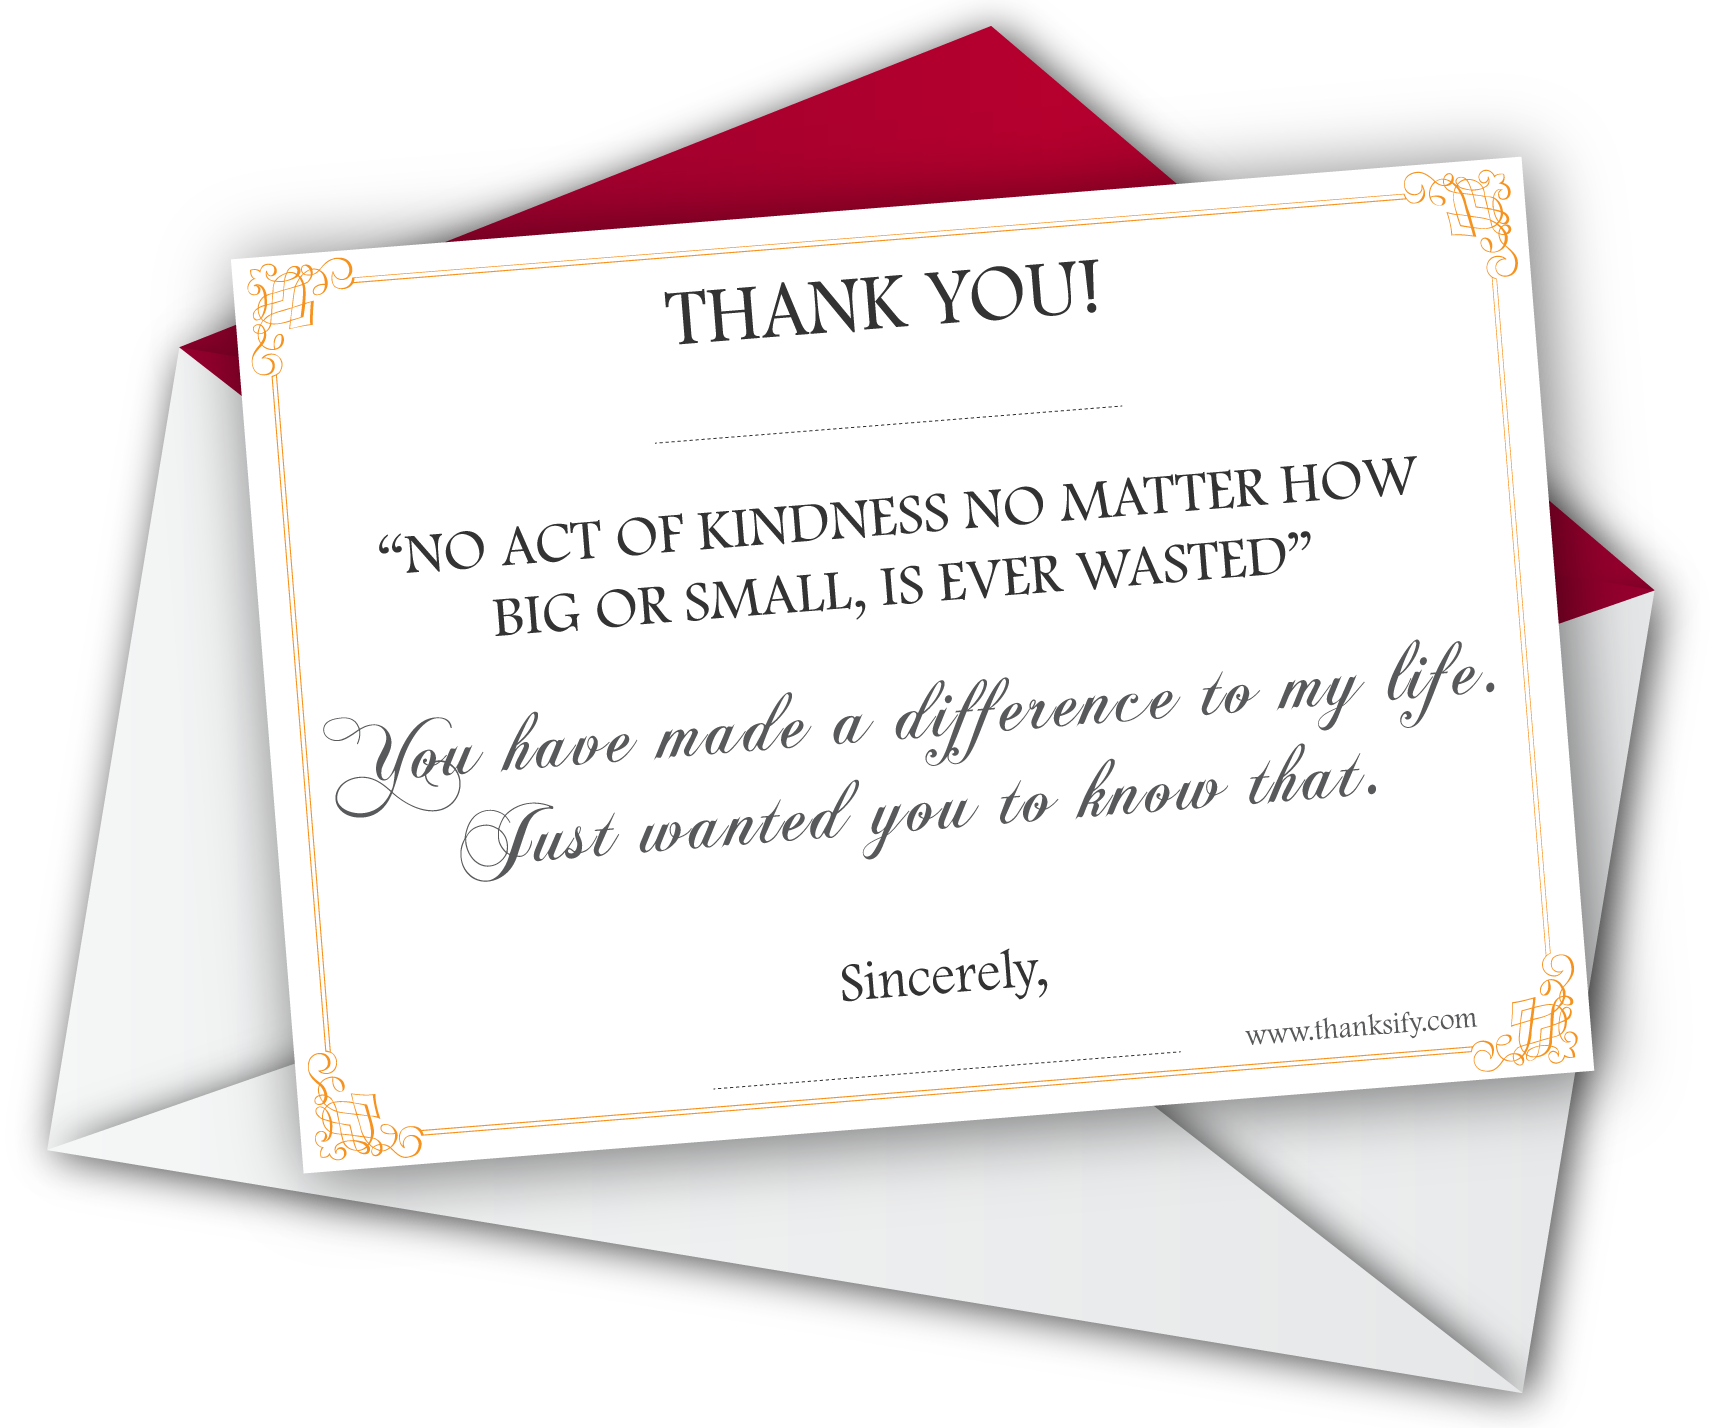 THANK YOU!
“NO ACT OF KINDNESS NO MATTER HOW
BIG OR SMALL, IS EVER WASTED”
You have made a difference to my life.
Just wanted you to know that.
Sincerely,
www.thanksify.com